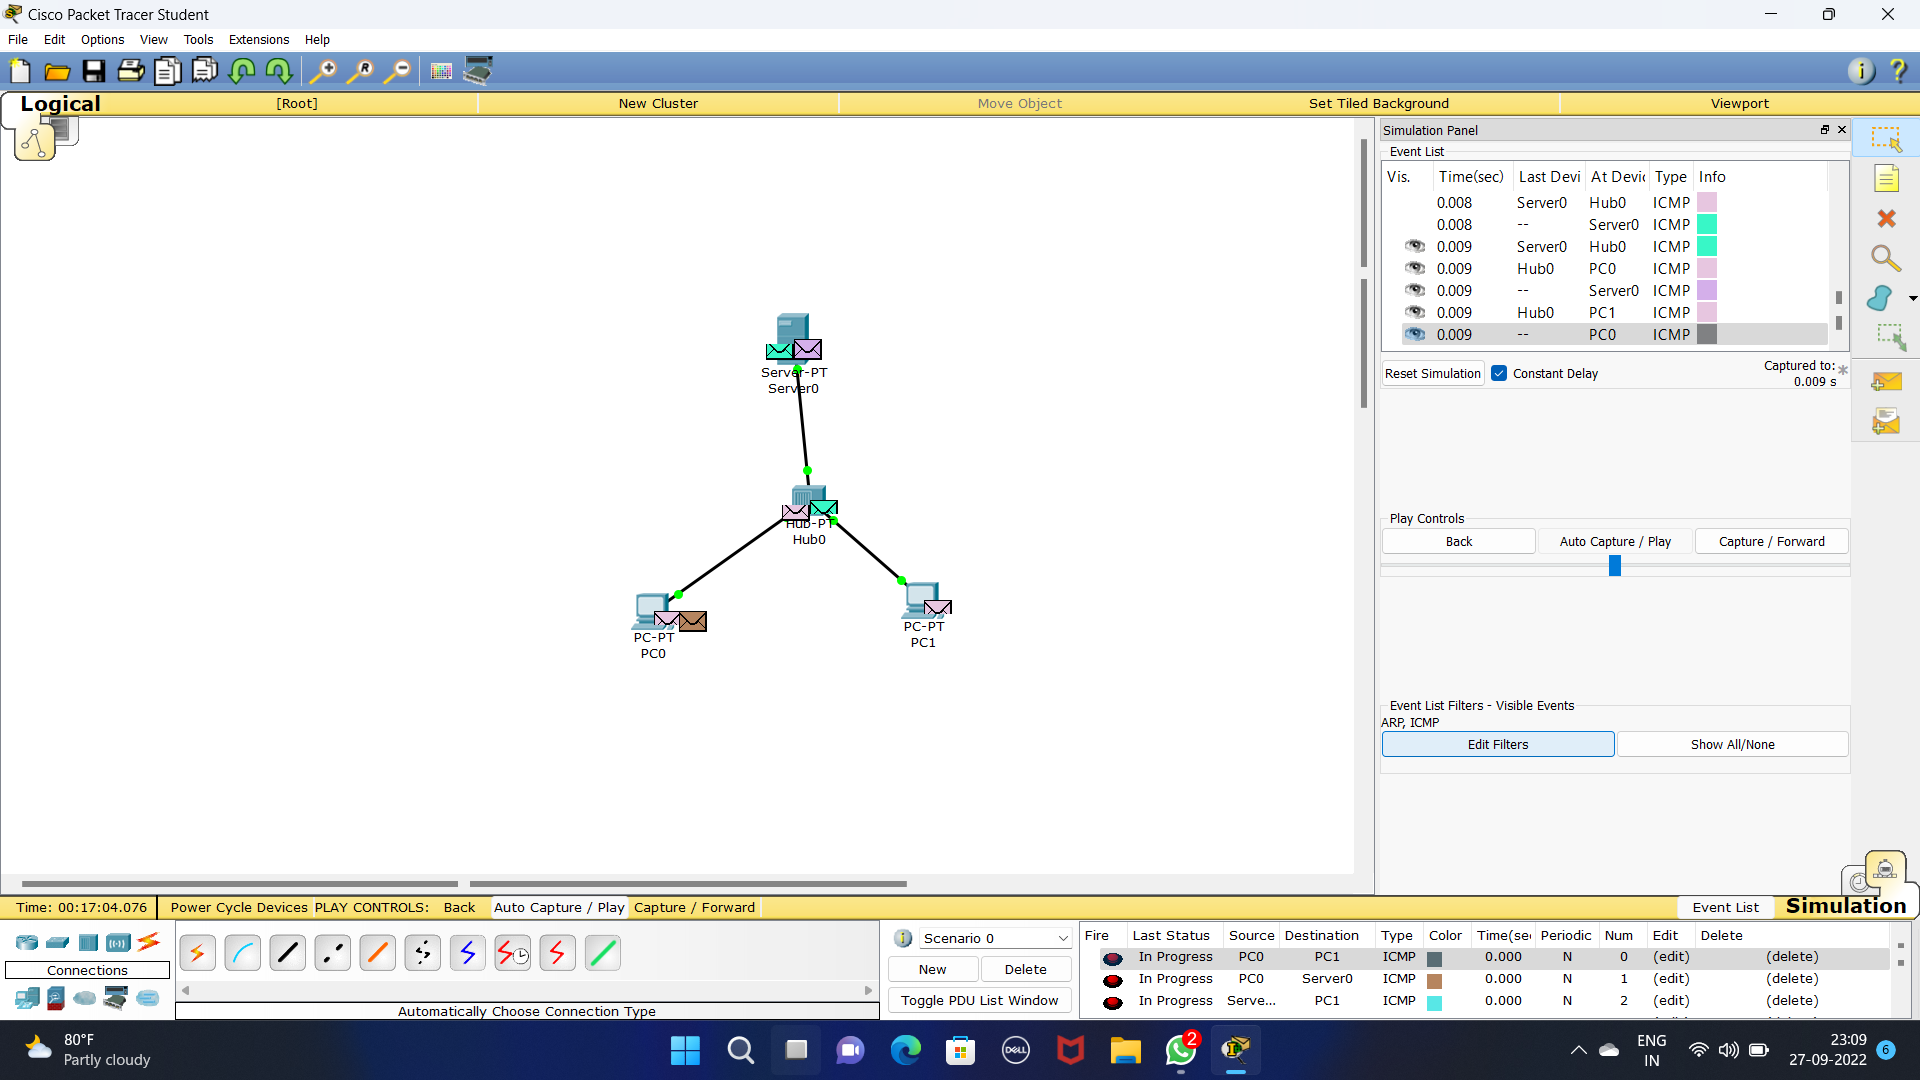 Cisco Packet Tracer Student
File Edit Options View Tools Extensions Help
Logical [Root] New Cluster Move Object Set Tiled Background Viewport
Simulation Panel
Event List
Vis. Time(sec) Last Devi At Devic Type Info
0.008 Server0 Hub0 ICMP
0.008 -- Server0 ICMP
0.009 Server0 Hub0 ICMP
0.009 Hub0 PC0 ICMP
0.009 -- Server0 ICMP
0.009 Hub0 PC1 ICMP
0.009 -- PC0 ICMP
Reset Simulation Constant Delay Captured to: *
0.009 s
Server-PT
Server0
Hub-PT
Hub0
PC-PT
PC0
PC-PT
PC1
Play Controls
Back Auto Capture / Play Capture / Forward
Event List Filters - Visible Events
ARP, ICMP
Edit Filters Show All/None
Time: 00:17:04.076 Power Cycle Devices PLAY CONTROLS: Back Auto Capture / Play Capture / Forward Event List Simulation
Connections
Automatically Choose Connection Type
Scenario 0
New Delete
Toggle PDU List Window
Fire Last Status Source Destination Type Color Time(sec Periodic Num Edit Delete
In Progress PC0 PC1 ICMP 0.000 N 0 (edit) (delete)
In Progress PC0 Server0 ICMP 0.000 N 1 (edit) (delete)
In Progress Serve... PC1 ICMP 0.000 N 2 (edit) (delete)
80°F
Partly cloudy
DELL
2
ENG
IN
23:09
27-09-2022
6